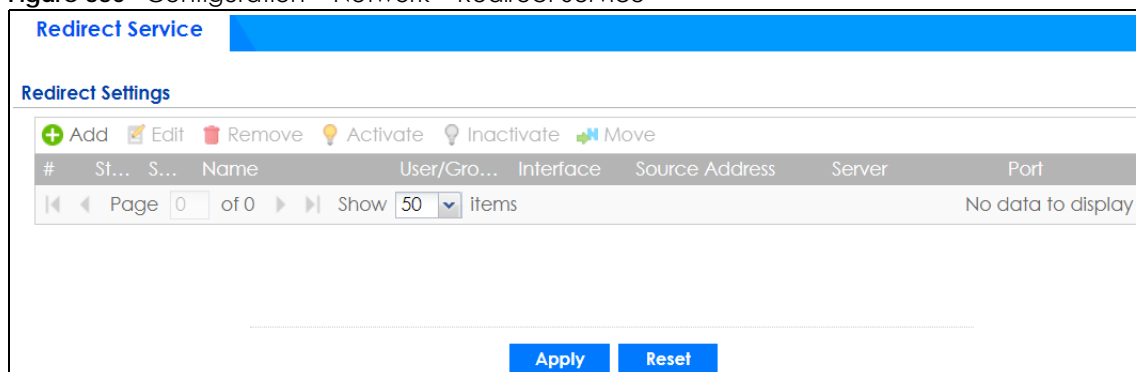 Redirect Service
Redirect Settings
Add Edit Remove Activate Inactivate Move
# St... S... Name User/Gro... Interface Source Address Server Port
Page 0 of 0 Show 50 items No data to display
Apply Reset